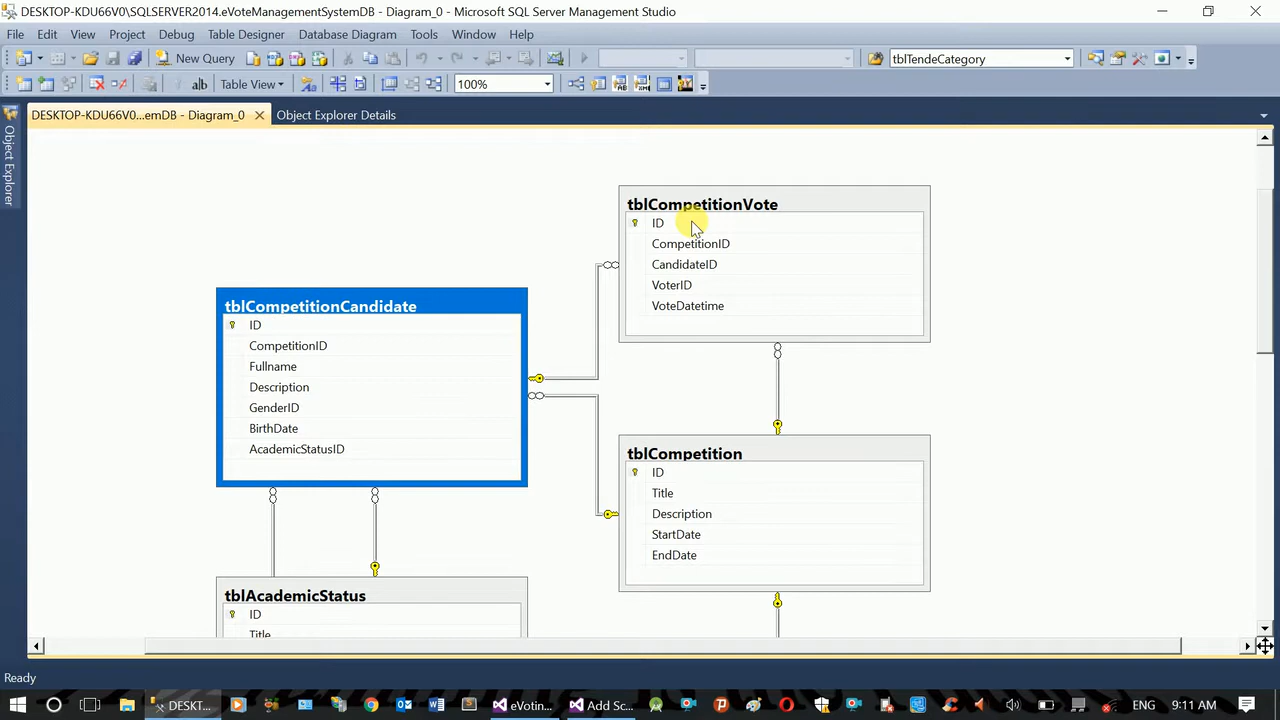 DESKTOP-KDU66V0\SQLSERVER2014.eVoteManagementSystemDB - Diagram_0 - Microsoft SQL Server Management Studio
File Edit View Project Debug Table Designer Database Diagram Tools Window Help
New Query tblTendeCategory
ab Table View 100%
DESKTOP-KDU66V0...emDB - Diagram_0 Object Explorer Details
Object Explorer
tblCompetitionVote
ID
CompetitionID
CandidateID
VoterID
VoteDatetime
tblCompetitionCandidate
ID
CompetitionID
Fullname
Description
GenderID
BirthDate
AcademicStatusID
tblCompetition
ID
Title
Description
StartDate
EndDate
tblAcademicStatus
ID
Title
Ready
DESKT... eVotin... Add Sc... 9:11 AM